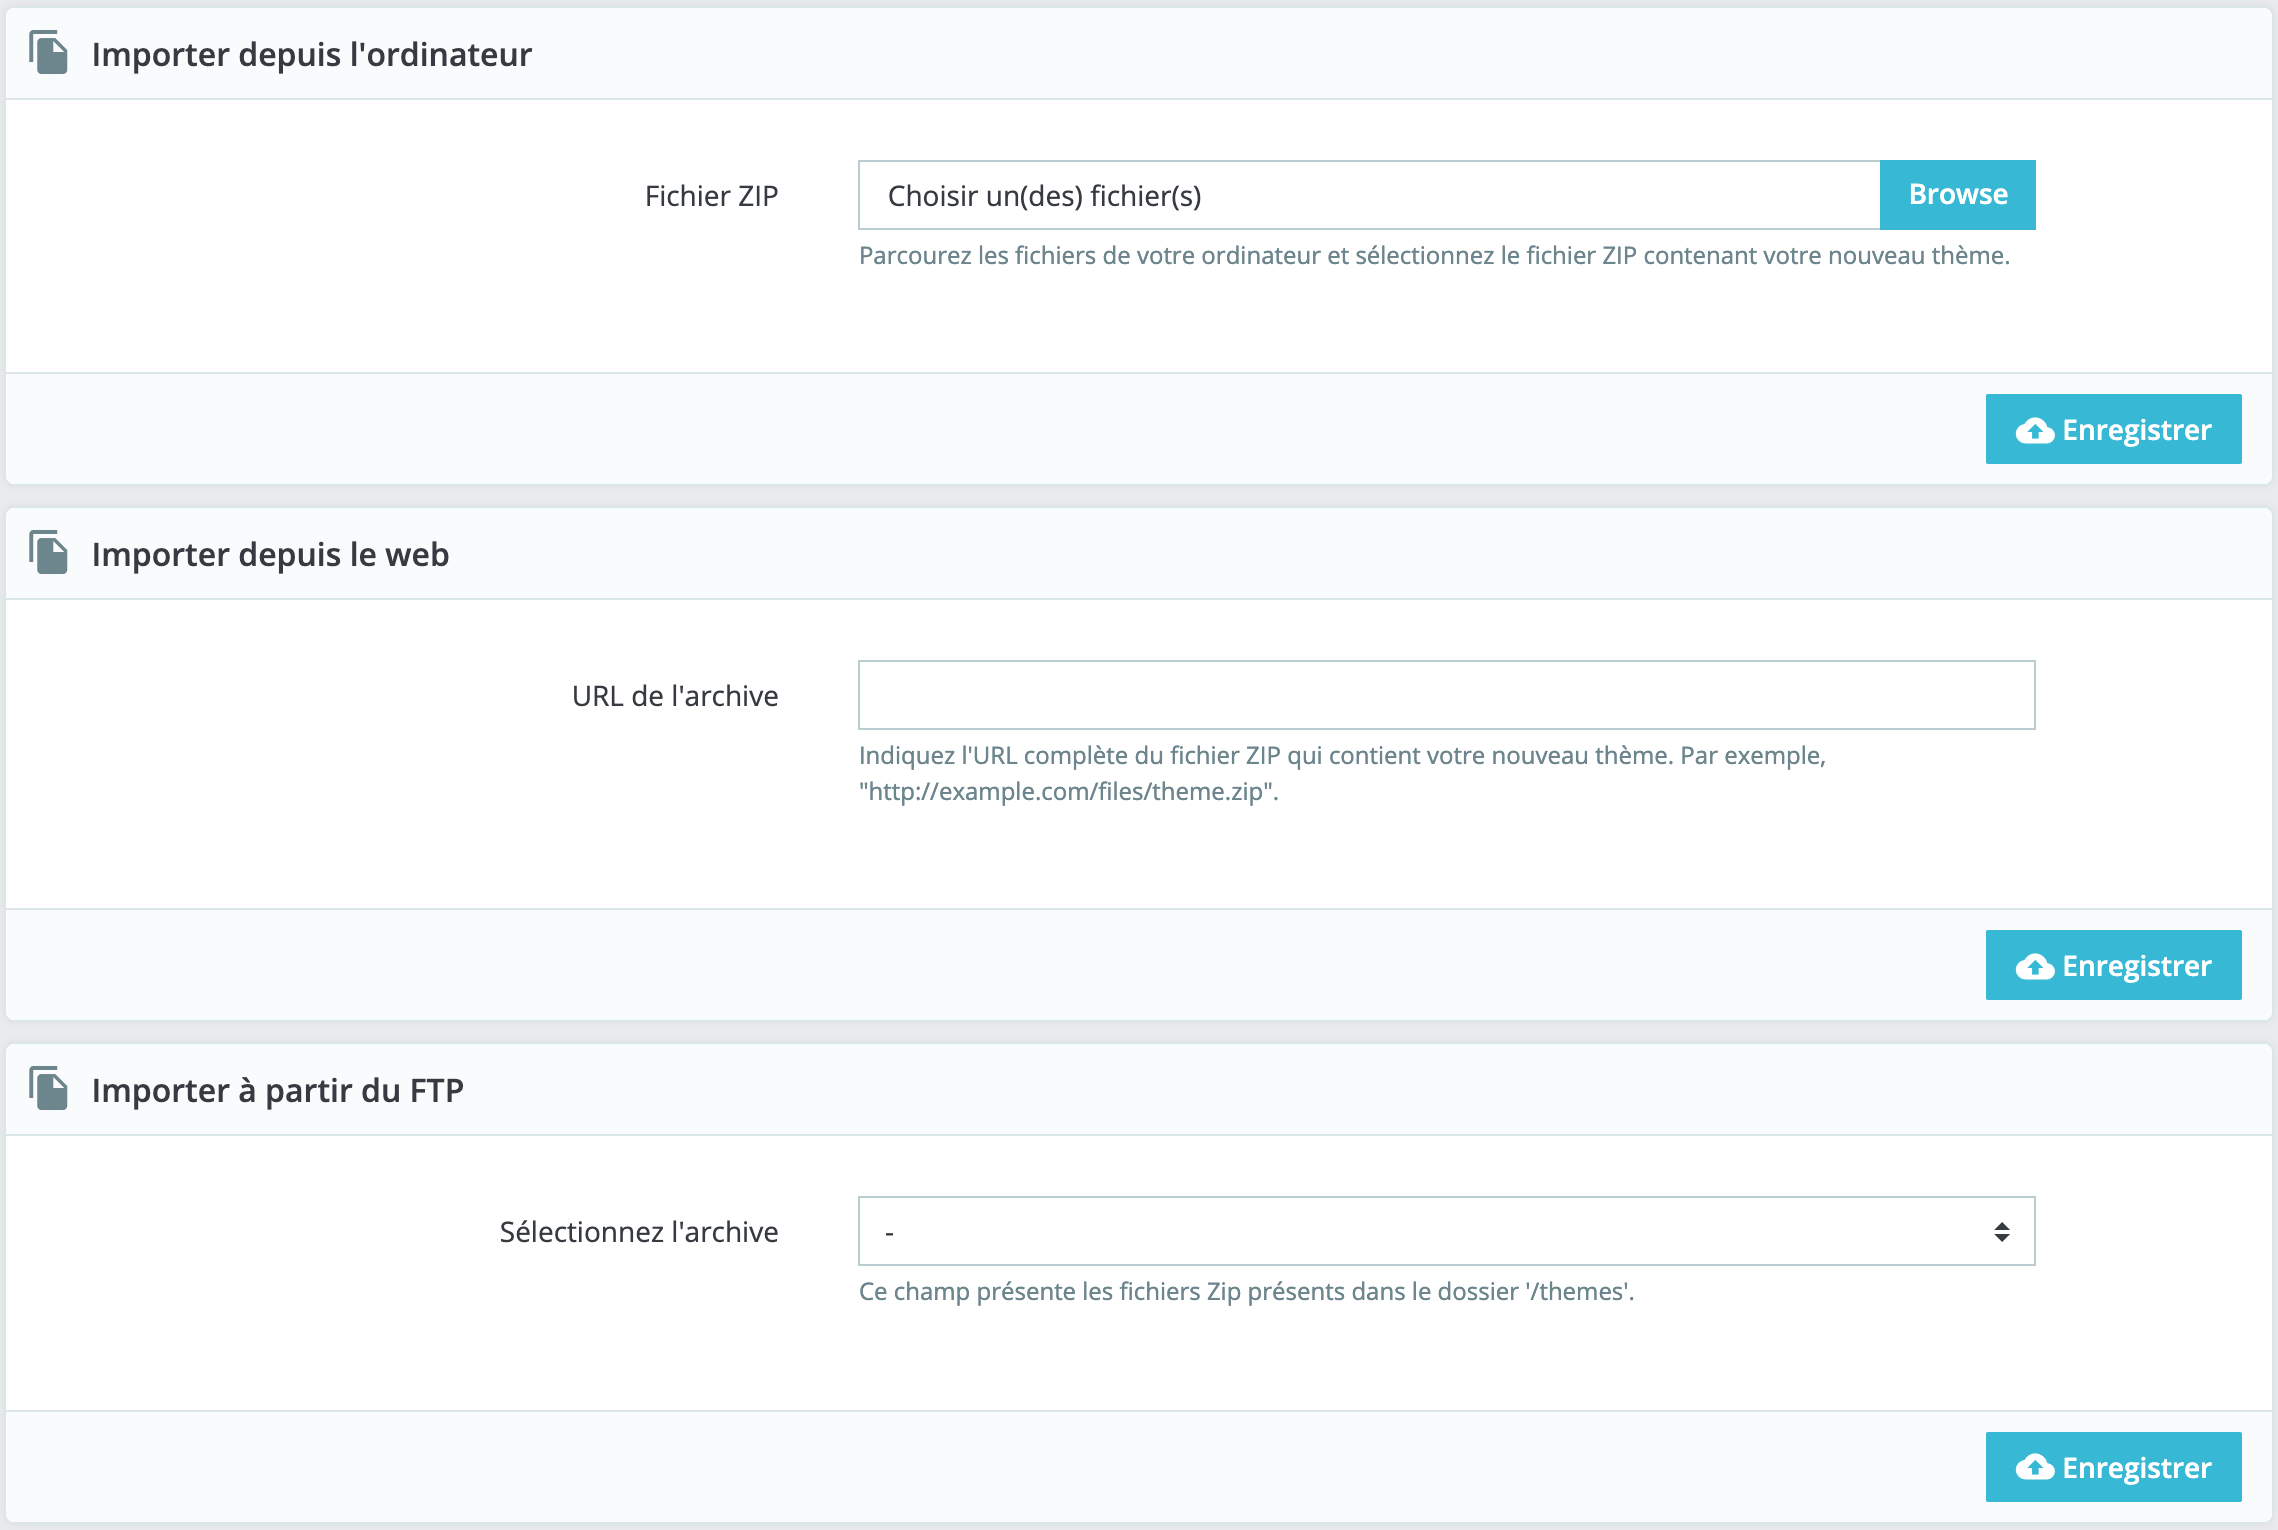 Importer depuis l'ordinateur
Fichier ZIP
Choisir un(des) fichier(s)
Browse
Parcourez les fichiers de votre ordinateur et sélectionnez le fichier ZIP contenant votre nouveau thème.
Enregistrer
Importer depuis le web
URL de l'archive
Indiquez l'URL complète du fichier ZIP qui contient votre nouveau thème. Par exemple,
"http://example.com/files/theme.zip".
Enregistrer
Importer à partir du FTP
Sélectionnez l'archive
-
Ce champ présente les fichiers Zip présents dans le dossier '/themes'.
Enregistrer